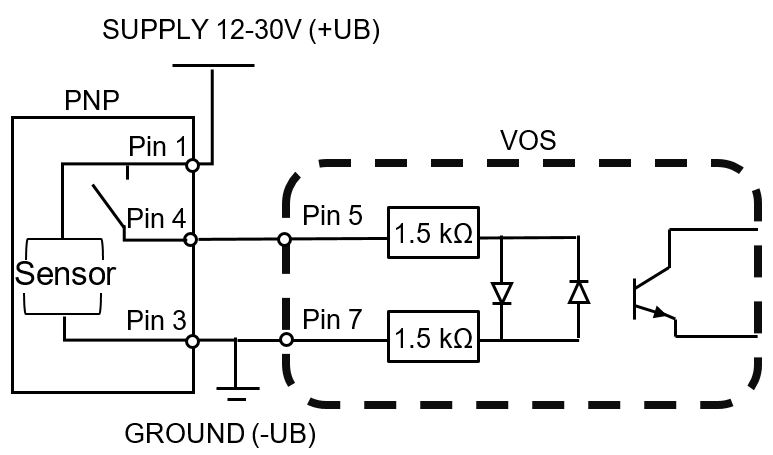 SUPPLY 12-30V (+UB)
PNP
Pin 1
VOS
Pin 4
Pin 5
1.5 kΩ
Sensor
Pin 3
Pin 7
1.5 kΩ
GROUND (-UB)